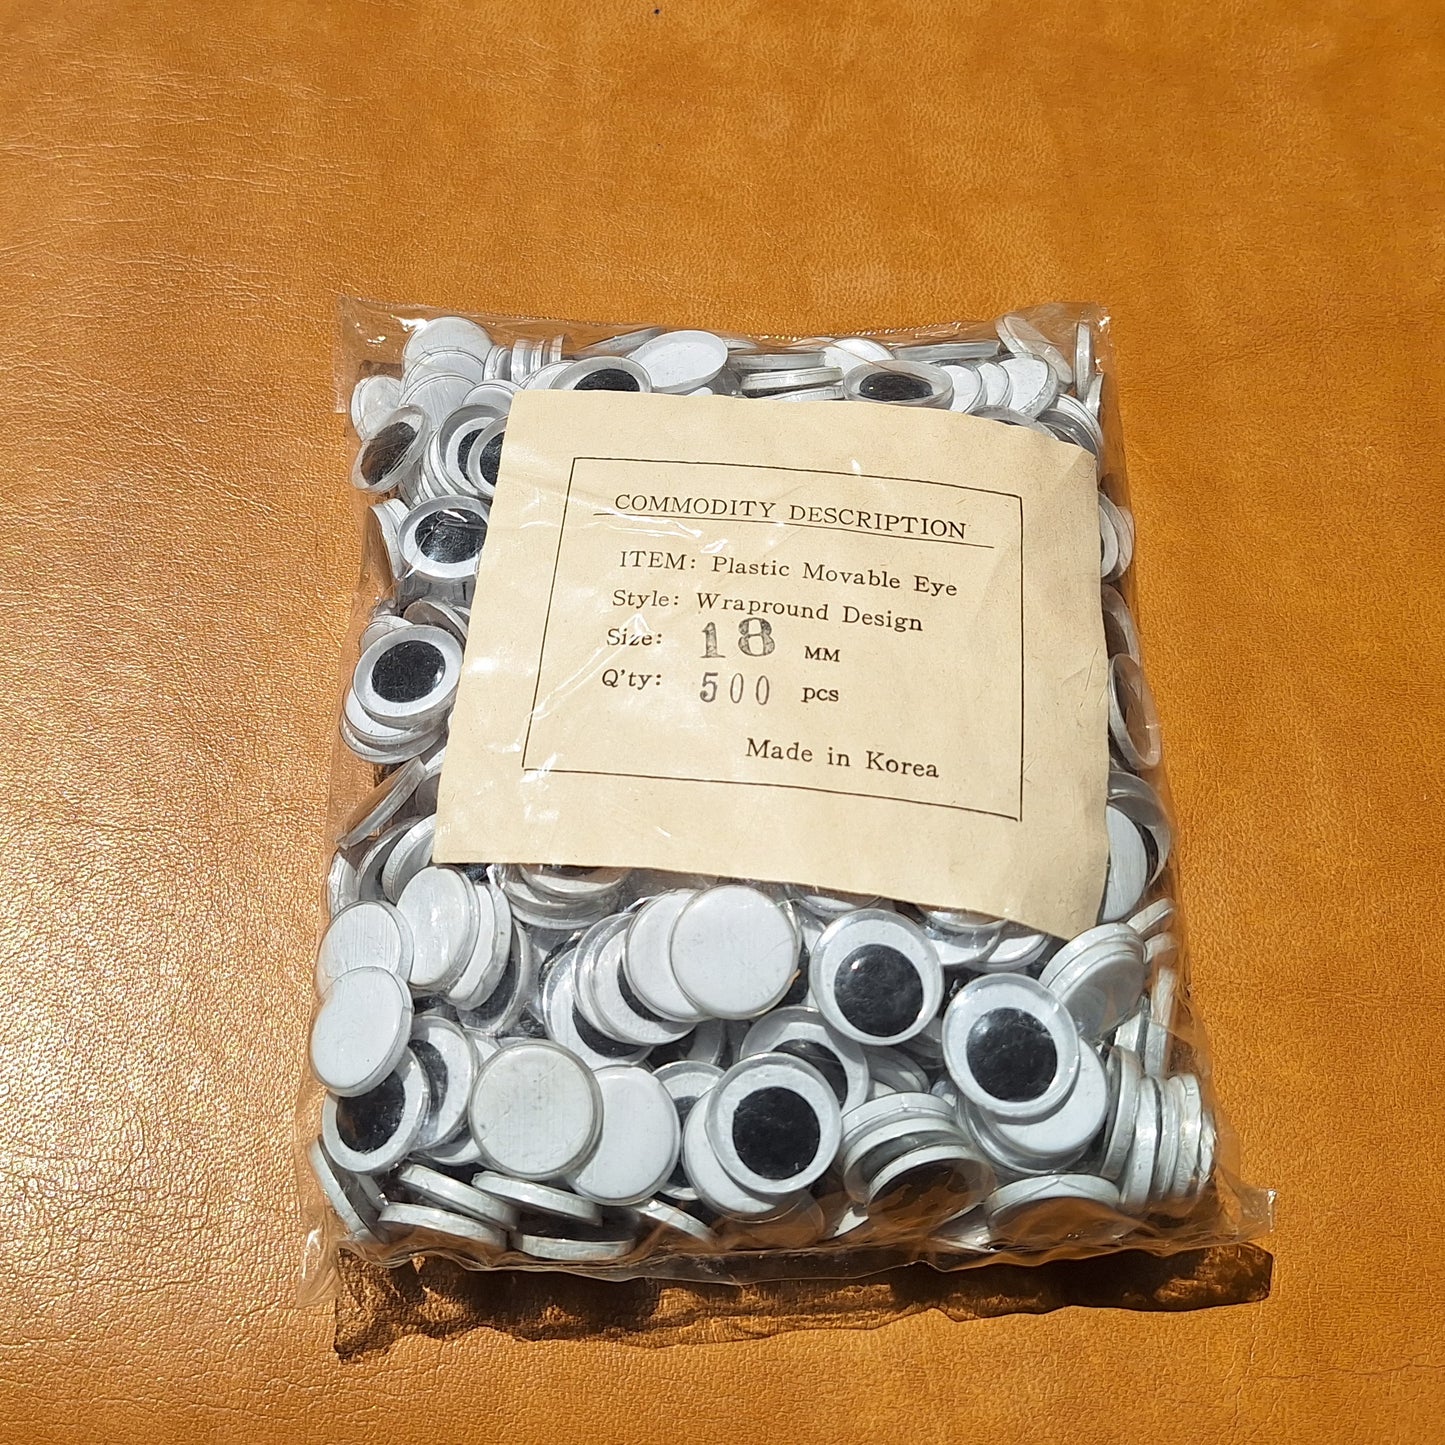 COMMODITY DESCRIPTION
ITEM: Plastic Movable Eye
Style: Wrapround Design
Size: 18 MM
Q'ty: 500 pcs
Made in Korea